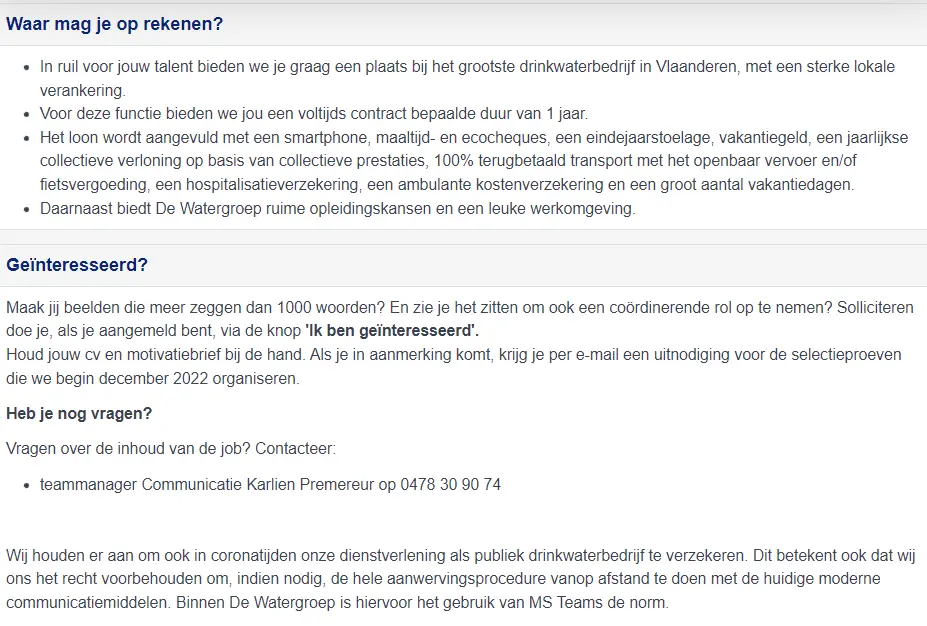 Waar mag je op rekenen?
• In ruil voor jouw talent bieden we je graag een plaats bij het grootste drinkwaterbedrijf in Vlaanderen, met een sterke lokale
verankering.
• Voor deze functie bieden we jou een voltijds contract bepaalde duur van 1 jaar.
• Het loon wordt aangevuld met een smartphone, maaltijd- en ecocheques, een eindejaarstoelage, vakantiegeld, een jaarlijkse
collectieve verloning op basis van collectieve prestaties, 100% terugbetaald transport met het openbaar vervoer en/of
fietsvergoeding, een hospitalisatieverzekering, een ambulante kostenverzekering en een groot aantal vakantiedagen.
• Daarnaast biedt De Watergroep ruime opleidingskansen en een leuke werkomgeving.
Geïnteresseerd?
Maak jij beelden die meer zeggen dan 1000 woorden? En zie je het zitten om ook een coördinerende rol op te nemen? Solliciteren
doe je, als je aangemeld bent, via de knop 'Ik ben geïnteresseerd'.
Houd jouw cv en motivatiebrief bij de hand. Als je in aanmerking komt, krijg je per e-mail een uitnodiging voor de selectieproeven
die we begin december 2022 organiseren.
Heb je nog vragen?
Vragen over de inhoud van de job? Contacteer:
• teammanager Communicatie Karlien Premereur op 0478 30 90 74
Wij houden er aan om ook in coronatijden onze dienstverlening als publiek drinkwaterbedrijf te verzekeren. Dit betekent ook dat wij
ons het recht voorbehouden om, indien nodig, de hele aanwervingsprocedure vanop afstand te doen met de huidige moderne
communicatiemiddelen. Binnen De Watergroep is hiervoor het gebruik van MS Teams de norm.